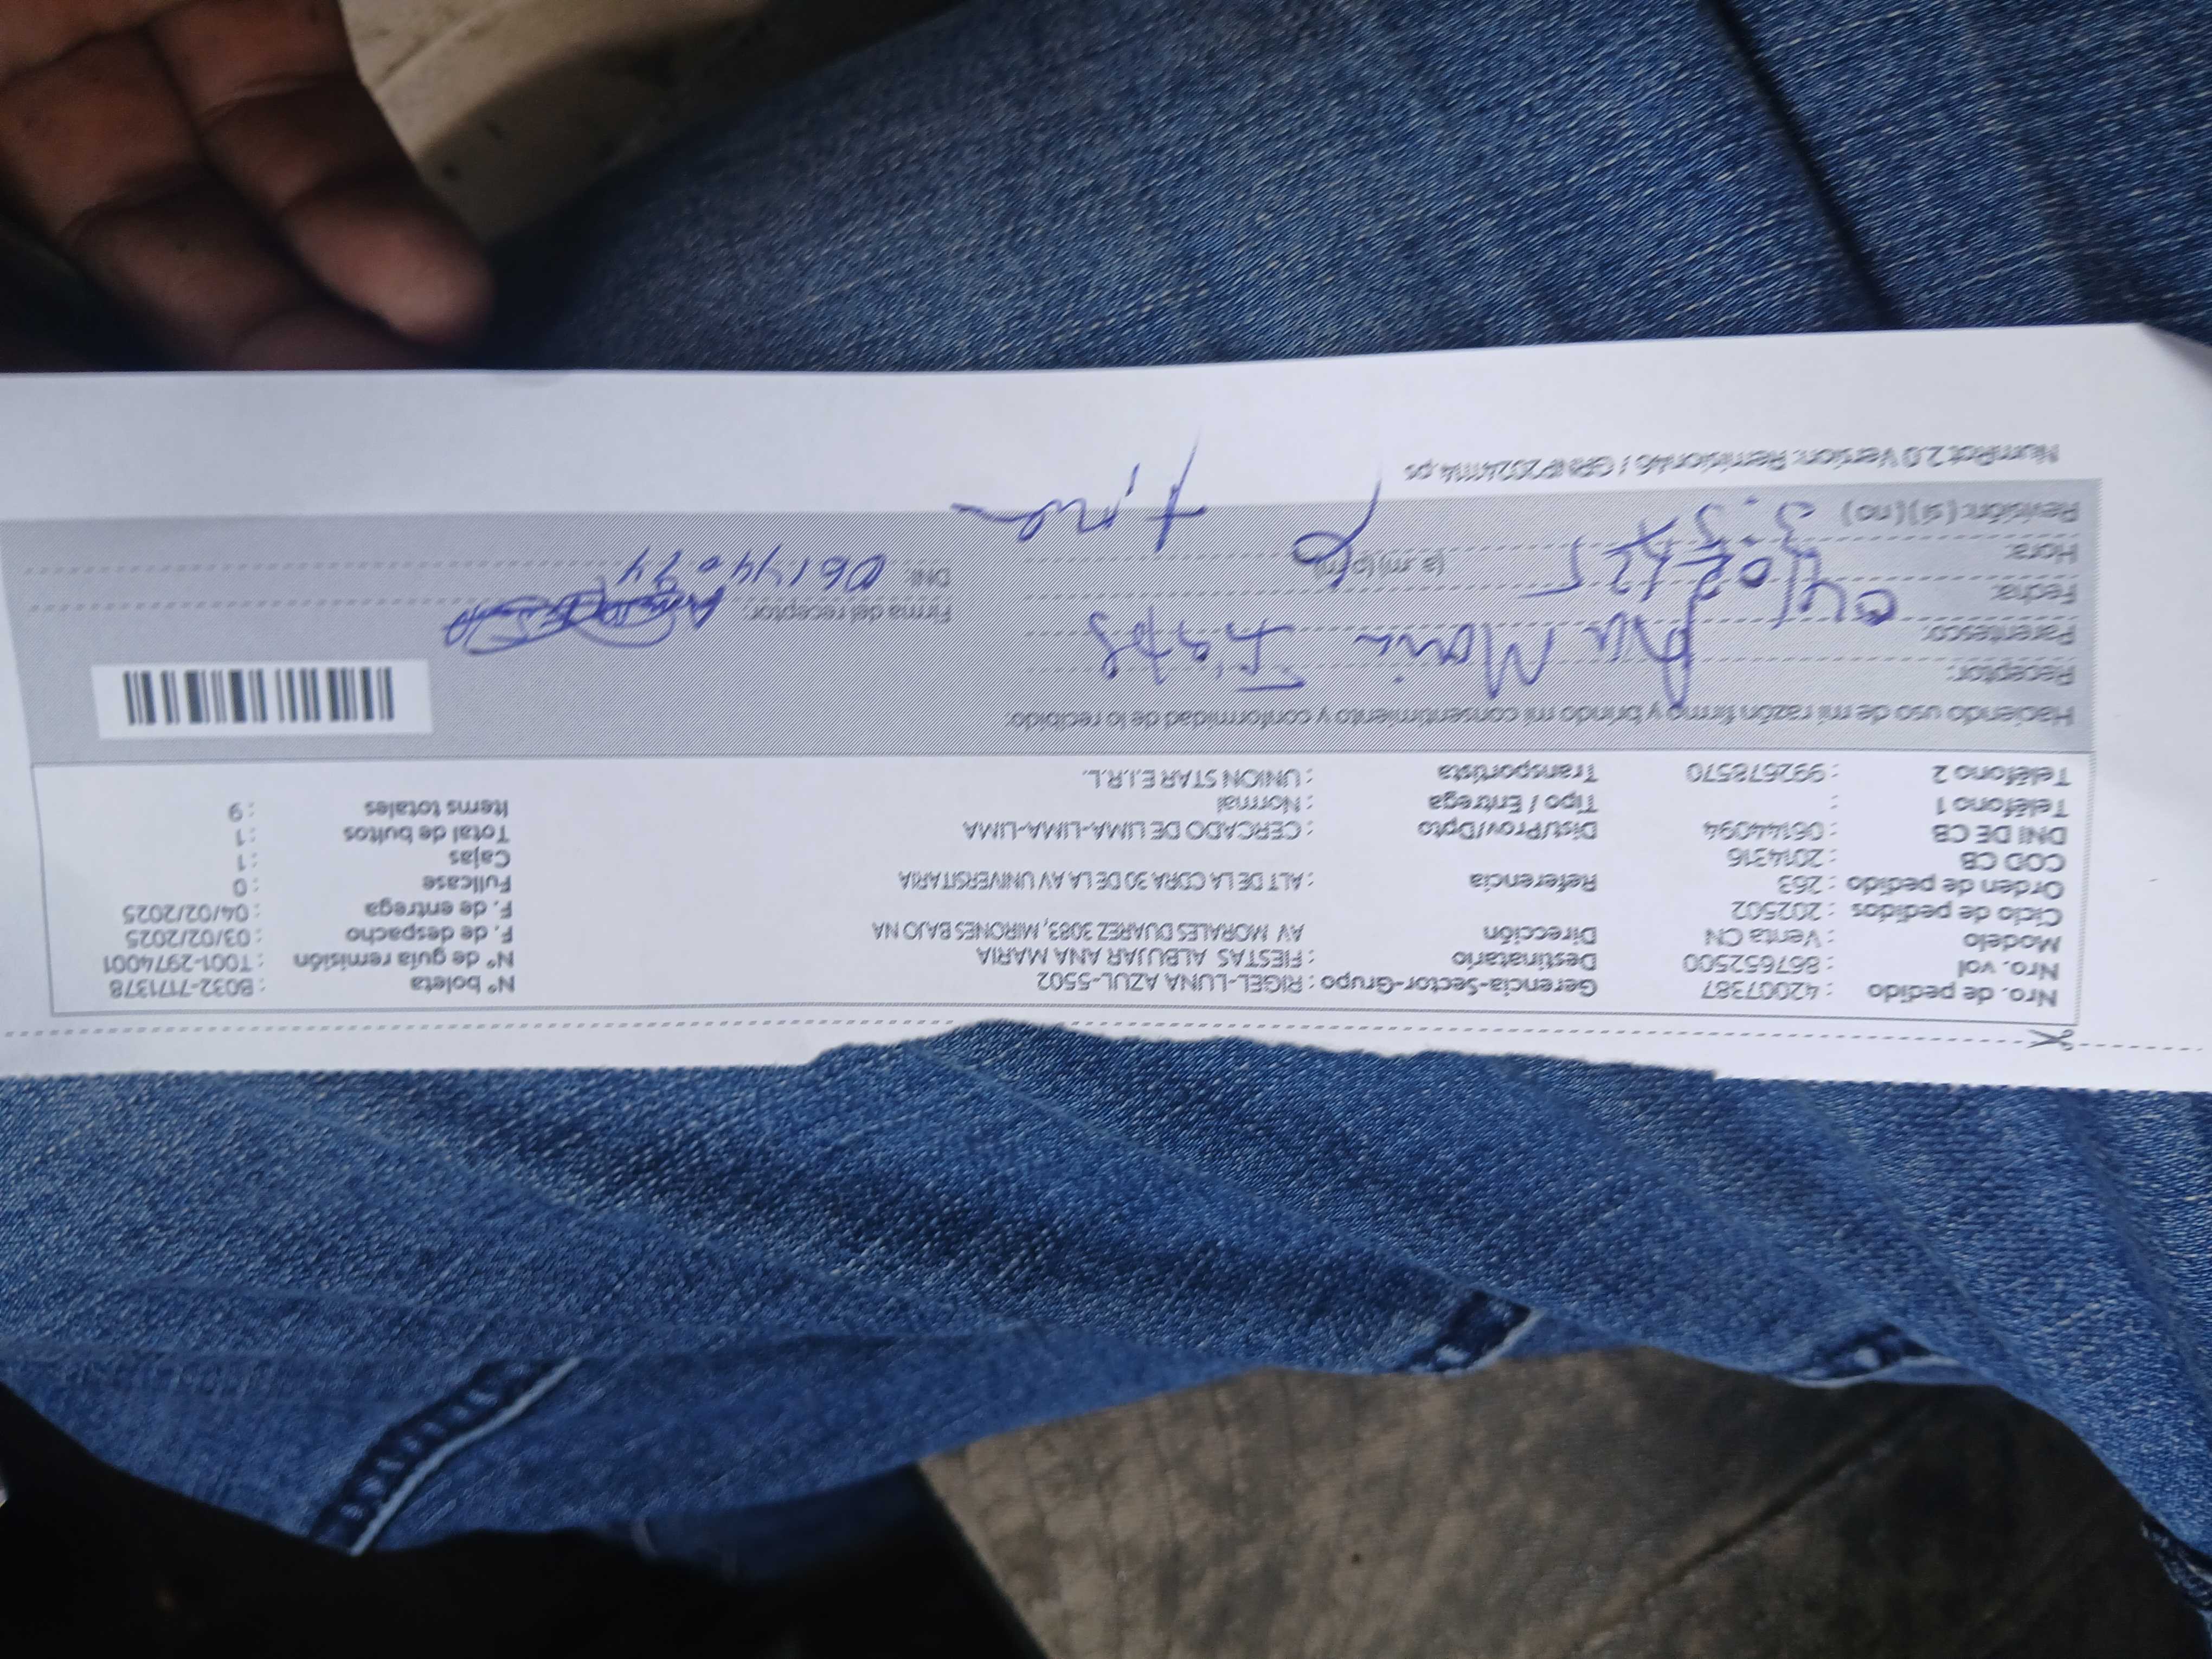 Nro. de pedido : 42007387 Gerencia-Sector-Grupo : RIGEL-LUNA AZUL-5502 N° boleta : B032-7171378
Nro. vol : 867652500 Destinatario : FIESTAS ALBUJAR ANA MARIA N° de guía remisión : T001-2974001
Modelo : Venta CN Dirección AV MORALES DUAREZ 3083, MIRONES BAJO NA F. de despacho : 03/02/2025
Ciclo de pedidos : 202502 F. de entrega : 04/02/2025
Orden de pedido : 263 Referencia : ALT DE LA CDRA 30 DE LA AV UNIVERSITARIA Fullcase : 0
COD CB : 2014316 Cajas : 1
DNI DE CB : 06144094 Dist/Prov/Dpto : CERCADO DE LIMA-LIMA-LIMA Total de bultos : 1
Teléfono 1 : Tipo / Entrega : Normal Items totales : 9
Teléfono 2 : 992678570 Transportista : UNION STAR E.I.R.L.
Haciendo uso de mi razón firmo y brindo mi consentimiento y conformidad de lo recibido:
Receptor: Ana Maria
Parentesco: Firma del receptor:
Fecha: 04/02/25 DNI:
Hora: (a.m)(p.m)
Revisión: (sí)(no)
NumRot 2.0 Version: Remision46 / GRNIP20241114.ps